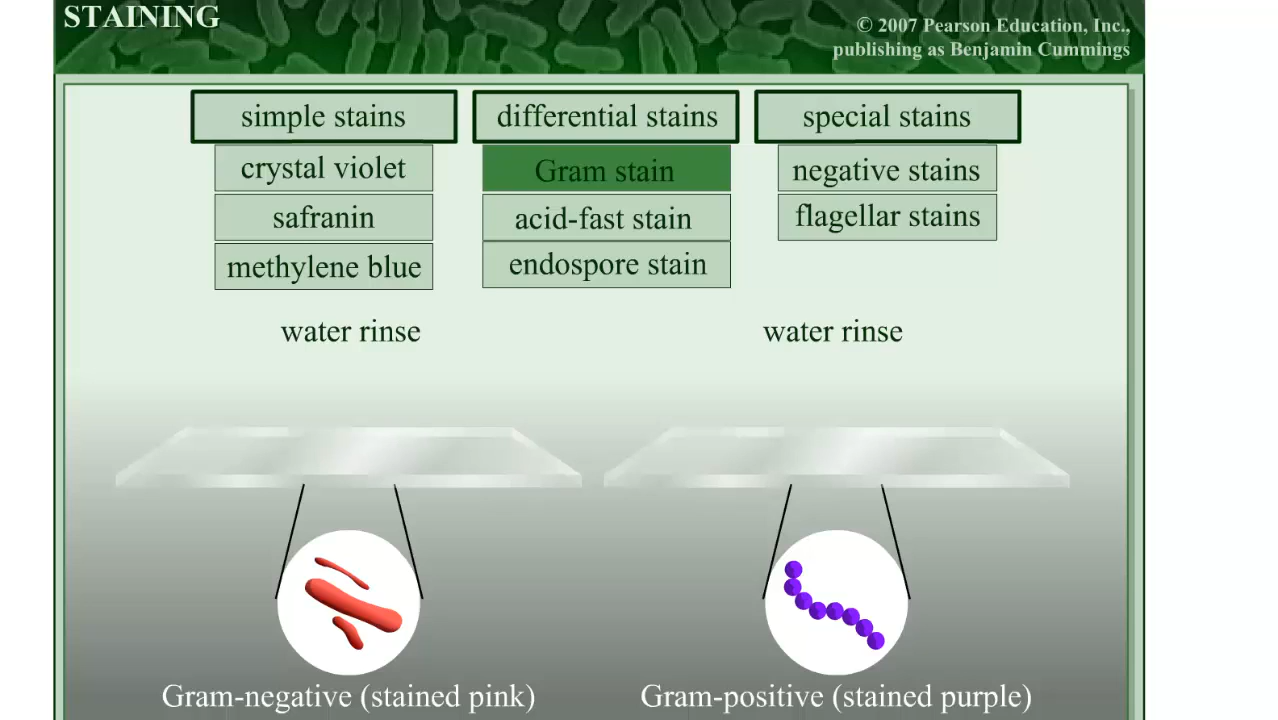 STAINING
© 2007 Pearson Education, Inc.,
publishing as Benjamin Cummings
simple stains
crystal violet
safranin
methylene blue
differential stains
Gram stain
acid-fast stain
endospore stain
special stains
negative stains
flagellar stains
water rinse
water rinse
Gram-negative (stained pink)
Gram-positive (stained purple)